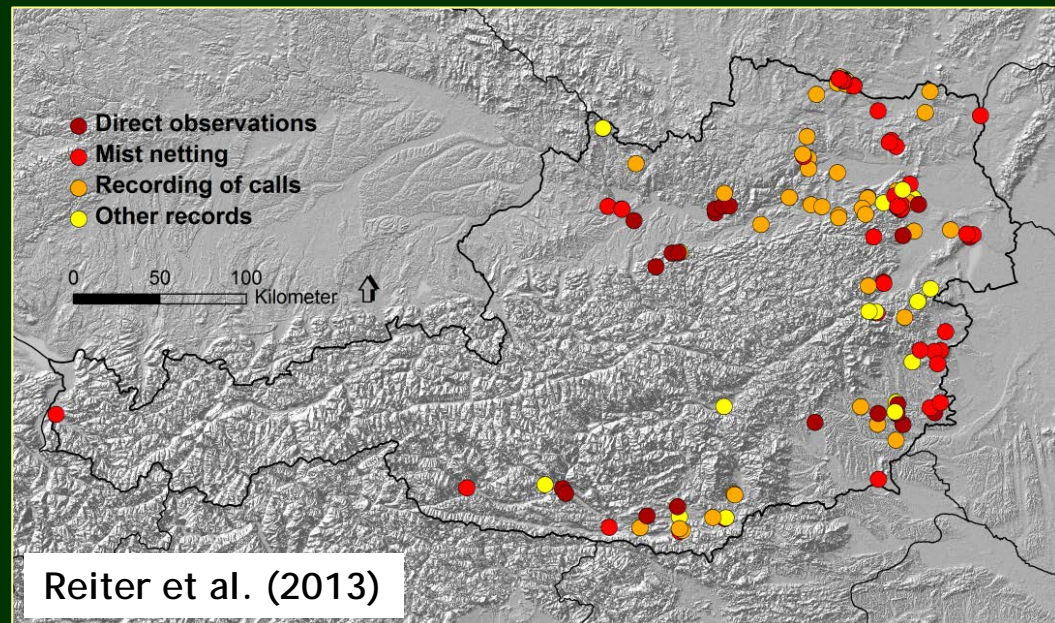 Direct observations
Mist netting
Recording of calls
Other records
0 50 100
Kilometer
Reiter et al. (2013)